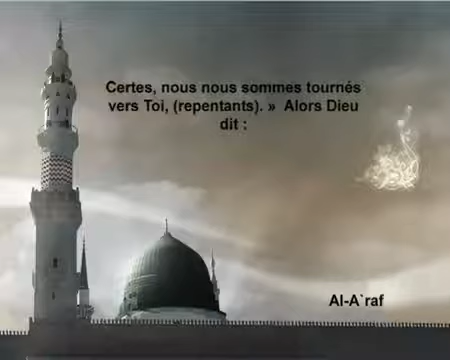 Certes, nous nous sommes tournés
vers Toi, (repentants). » Alors Dieu
dit :
Al-A`raf